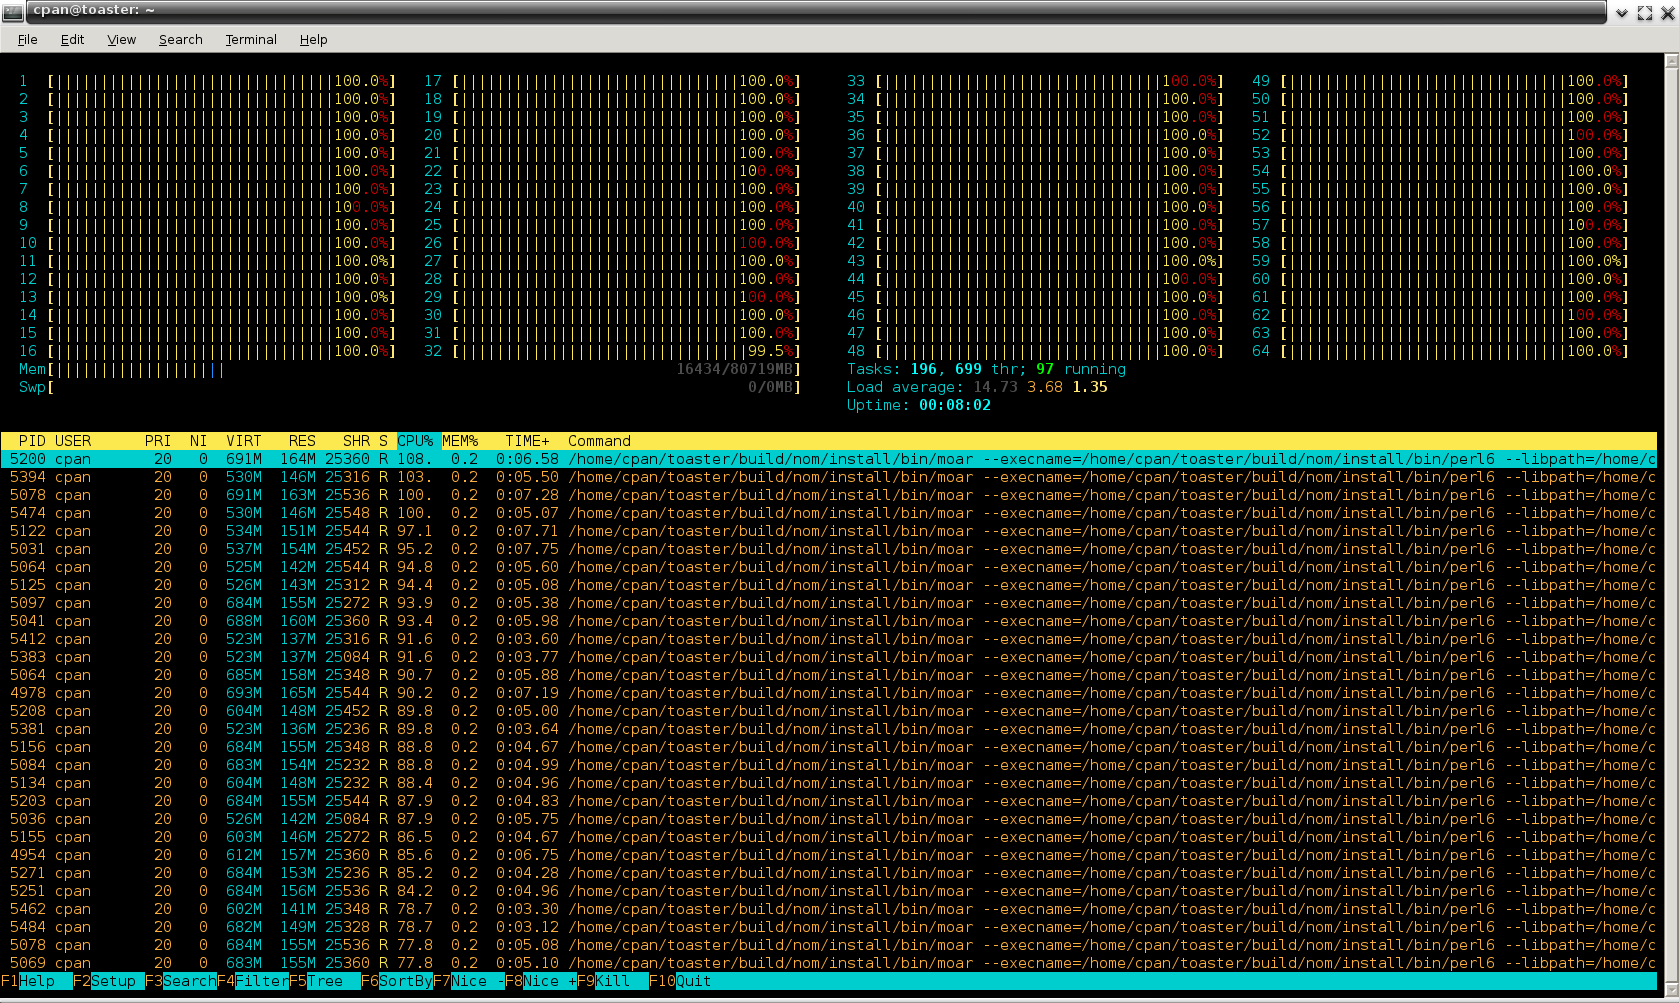 cpan@toaster: ~
File Edit View Search Terminal Help
1 [||||||||||||||||||||||||||||||||100.0%] 17 [||||||||||||||||||||||||||||||||100.0%] 33 [||||||||||||||||||||||||||||||||100.0%] 49 [||||||||||||||||||||||||||||||||100.0%]
2 [||||||||||||||||||||||||||||||||100.0%] 18 [||||||||||||||||||||||||||||||||100.0%] 34 [||||||||||||||||||||||||||||||||100.0%] 50 [||||||||||||||||||||||||||||||||100.0%]
3 [||||||||||||||||||||||||||||||||100.0%] 19 [||||||||||||||||||||||||||||||||100.0%] 35 [||||||||||||||||||||||||||||||||100.0%] 51 [||||||||||||||||||||||||||||||||100.0%]
4 [||||||||||||||||||||||||||||||||100.0%] 20 [||||||||||||||||||||||||||||||||100.0%] 36 [||||||||||||||||||||||||||||||||100.0%] 52 [||||||||||||||||||||||||||||||||100.0%]
5 [||||||||||||||||||||||||||||||||100.0%] 21 [||||||||||||||||||||||||||||||||100.0%] 37 [||||||||||||||||||||||||||||||||100.0%] 53 [||||||||||||||||||||||||||||||||100.0%]
6 [||||||||||||||||||||||||||||||||100.0%] 22 [||||||||||||||||||||||||||||||||100.0%] 38 [||||||||||||||||||||||||||||||||100.0%] 54 [||||||||||||||||||||||||||||||||100.0%]
7 [||||||||||||||||||||||||||||||||100.0%] 23 [||||||||||||||||||||||||||||||||100.0%] 39 [||||||||||||||||||||||||||||||||100.0%] 55 [||||||||||||||||||||||||||||||||100.0%]
8 [||||||||||||||||||||||||||||||||100.0%] 24 [||||||||||||||||||||||||||||||||100.0%] 40 [||||||||||||||||||||||||||||||||100.0%] 56 [||||||||||||||||||||||||||||||||100.0%]
9 [||||||||||||||||||||||||||||||||100.0%] 25 [||||||||||||||||||||||||||||||||100.0%] 41 [||||||||||||||||||||||||||||||||100.0%] 57 [||||||||||||||||||||||||||||||||100.0%]
10 [||||||||||||||||||||||||||||||||100.0%] 26 [||||||||||||||||||||||||||||||||100.0%] 42 [||||||||||||||||||||||||||||||||100.0%] 58 [||||||||||||||||||||||||||||||||100.0%]
11 [||||||||||||||||||||||||||||||||100.0%] 27 [||||||||||||||||||||||||||||||||100.0%] 43 [||||||||||||||||||||||||||||||||100.0%] 59 [||||||||||||||||||||||||||||||||100.0%]
12 [||||||||||||||||||||||||||||||||100.0%] 28 [||||||||||||||||||||||||||||||||100.0%] 44 [||||||||||||||||||||||||||||||||100.0%] 60 [||||||||||||||||||||||||||||||||100.0%]
13 [||||||||||||||||||||||||||||||||100.0%] 29 [||||||||||||||||||||||||||||||||100.0%] 45 [||||||||||||||||||||||||||||||||100.0%] 61 [||||||||||||||||||||||||||||||||100.0%]
14 [||||||||||||||||||||||||||||||||100.0%] 30 [||||||||||||||||||||||||||||||||100.0%] 46 [||||||||||||||||||||||||||||||||100.0%] 62 [||||||||||||||||||||||||||||||||100.0%]
15 [||||||||||||||||||||||||||||||||100.0%] 31 [||||||||||||||||||||||||||||||||100.0%] 47 [||||||||||||||||||||||||||||||||100.0%] 63 [||||||||||||||||||||||||||||||||100.0%]
16 [||||||||||||||||||||||||||||||||100.0%] 32 [||||||||||||||||||||||||||||||||99.5%] 48 [||||||||||||||||||||||||||||||||100.0%] 64 [||||||||||||||||||||||||||||||||100.0%]
Mem[||||||||||||||||||| 16434/80719MB] Tasks: 196, 699 thr; 97 running
Swp[ 0/0MB] Load average: 14.73 3.68 1.35
Uptime: 00:08:02
PID USER PRI NI VIRT RES SHR S CPU% MEM% TIME+ Command
5200 cpan 20 0 691M 164M 25360 R 108. 0.2 0:06.58 /home/cpan/toaster/build/nom/install/bin/moar --execname=/home/cpan/toaster/build/nom/install/bin/perl6 --libpath=/home/c
5394 cpan 20 0 530M 146M 25316 R 103. 0.2 0:05.50 /home/cpan/toaster/build/nom/install/bin/moar --execname=/home/cpan/toaster/build/nom/install/bin/perl6 --libpath=/home/c
5078 cpan 20 0 691M 163M 25536 R 100. 0.2 0:07.28 /home/cpan/toaster/build/nom/install/bin/moar --execname=/home/cpan/toaster/build/nom/install/bin/perl6 --libpath=/home/c
5474 cpan 20 0 530M 146M 25548 R 100. 0.2 0:05.07 /home/cpan/toaster/build/nom/install/bin/moar --execname=/home/cpan/toaster/build/nom/install/bin/perl6 --libpath=/home/c
5122 cpan 20 0 534M 151M 25544 R 97.1 0.2 0:07.71 /home/cpan/toaster/build/nom/install/bin/moar --execname=/home/cpan/toaster/build/nom/install/bin/perl6 --libpath=/home/c
5031 cpan 20 0 537M 154M 25452 R 95.2 0.2 0:07.75 /home/cpan/toaster/build/nom/install/bin/moar --execname=/home/cpan/toaster/build/nom/install/bin/perl6 --libpath=/home/c
5064 cpan 20 0 525M 142M 25544 R 94.8 0.2 0:05.60 /home/cpan/toaster/build/nom/install/bin/moar --execname=/home/cpan/toaster/build/nom/install/bin/perl6 --libpath=/home/c
5125 cpan 20 0 526M 143M 25312 R 94.4 0.2 0:05.08 /home/cpan/toaster/build/nom/install/bin/moar --execname=/home/cpan/toaster/build/nom/install/bin/perl6 --libpath=/home/c
5097 cpan 20 0 684M 155M 25272 R 93.9 0.2 0:05.38 /home/cpan/toaster/build/nom/install/bin/moar --execname=/home/cpan/toaster/build/nom/install/bin/perl6 --libpath=/home/c
5041 cpan 20 0 688M 160M 25360 R 93.4 0.2 0:05.98 /home/cpan/toaster/build/nom/install/bin/moar --execname=/home/cpan/toaster/build/nom/install/bin/perl6 --libpath=/home/c
5412 cpan 20 0 523M 137M 25316 R 91.6 0.2 0:03.60 /home/cpan/toaster/build/nom/install/bin/moar --execname=/home/cpan/toaster/build/nom/install/bin/perl6 --libpath=/home/c
5383 cpan 20 0 523M 137M 25084 R 91.6 0.2 0:03.77 /home/cpan/toaster/build/nom/install/bin/moar --execname=/home/cpan/toaster/build/nom/install/bin/perl6 --libpath=/home/c
5064 cpan 20 0 685M 158M 25348 R 90.7 0.2 0:05.88 /home/cpan/toaster/build/nom/install/bin/moar --execname=/home/cpan/toaster/build/nom/install/bin/perl6 --libpath=/home/c
4978 cpan 20 0 693M 165M 25544 R 90.2 0.2 0:07.19 /home/cpan/toaster/build/nom/install/bin/moar --execname=/home/cpan/toaster/build/nom/install/bin/perl6 --libpath=/home/c
5208 cpan 20 0 604M 148M 25452 R 89.8 0.2 0:05.00 /home/cpan/toaster/build/nom/install/bin/moar --execname=/home/cpan/toaster/build/nom/install/bin/perl6 --libpath=/home/c
5381 cpan 20 0 523M 136M 25236 R 89.8 0.2 0:03.64 /home/cpan/toaster/build/nom/install/bin/moar --execname=/home/cpan/toaster/build/nom/install/bin/perl6 --libpath=/home/c
5156 cpan 20 0 684M 155M 25348 R 88.8 0.2 0:04.67 /home/cpan/toaster/build/nom/install/bin/moar --execname=/home/cpan/toaster/build/nom/install/bin/perl6 --libpath=/home/c
5084 cpan 20 0 683M 154M 25232 R 88.8 0.2 0:04.99 /home/cpan/toaster/build/nom/install/bin/moar --execname=/home/cpan/toaster/build/nom/install/bin/perl6 --libpath=/home/c
5134 cpan 20 0 604M 148M 25232 R 88.4 0.2 0:04.96 /home/cpan/toaster/build/nom/install/bin/moar --execname=/home/cpan/toaster/build/nom/install/bin/perl6 --libpath=/home/c
5203 cpan 20 0 684M 155M 25544 R 87.9 0.2 0:04.83 /home/cpan/toaster/build/nom/install/bin/moar --execname=/home/cpan/toaster/build/nom/install/bin/perl6 --libpath=/home/c
5036 cpan 20 0 526M 142M 25084 R 87.9 0.2 0:05.75 /home/cpan/toaster/build/nom/install/bin/moar --execname=/home/cpan/toaster/build/nom/install/bin/perl6 --libpath=/home/c
5155 cpan 20 0 603M 146M 25272 R 86.5 0.2 0:04.67 /home/cpan/toaster/build/nom/install/bin/moar --execname=/home/cpan/toaster/build/nom/install/bin/perl6 --libpath=/home/c
4954 cpan 20 0 612M 157M 25360 R 85.6 0.2 0:06.75 /home/cpan/toaster/build/nom/install/bin/moar --execname=/home/cpan/toaster/build/nom/install/bin/perl6 --libpath=/home/c
5271 cpan 20 0 684M 153M 25236 R 85.2 0.2 0:04.28 /home/cpan/toaster/build/nom/install/bin/moar --execname=/home/cpan/toaster/build/nom/install/bin/perl6 --libpath=/home/c
5251 cpan 20 0 684M 156M 25536 R 84.2 0.2 0:04.96 /home/cpan/toaster/build/nom/install/bin/moar --execname=/home/cpan/toaster/build/nom/install/bin/perl6 --libpath=/home/c
5462 cpan 20 0 602M 141M 25348 R 78.7 0.2 0:03.30 /home/cpan/toaster/build/nom/install/bin/moar --execname=/home/cpan/toaster/build/nom/install/bin/perl6 --libpath=/home/c
5484 cpan 20 0 682M 149M 25328 R 78.7 0.2 0:03.12 /home/cpan/toaster/build/nom/install/bin/moar --execname=/home/cpan/toaster/build/nom/install/bin/perl6 --libpath=/home/c
5078 cpan 20 0 684M 155M 25536 R 77.8 0.2 0:05.08 /home/cpan/toaster/build/nom/install/bin/moar --execname=/home/cpan/toaster/build/nom/install/bin/perl6 --libpath=/home/c
5069 cpan 20 0 683M 155M 25360 R 77.8 0.2 0:05.10 /home/cpan/toaster/build/nom/install/bin/moar --execname=/home/cpan/toaster/build/nom/install/bin/perl6 --libpath=/home/c
F1Help F2Setup F3SearchF4FilterF5Tree F6SortByF7Nice -F8Nice +F9Kill F10Quit